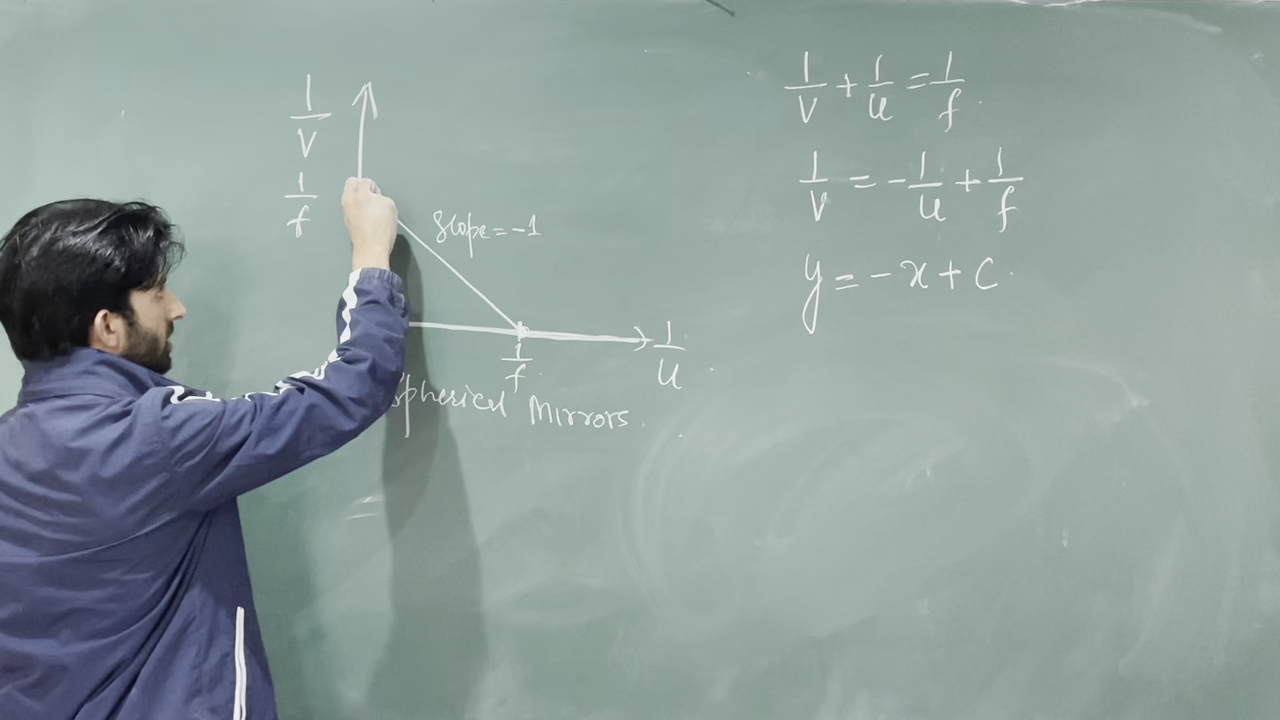 1/V
1/f
slope = -1
1/f
1/u
Spherical Mirrors.
1/V + 1/u = 1/f.
1/V = - 1/u + 1/f
y = - x + C.